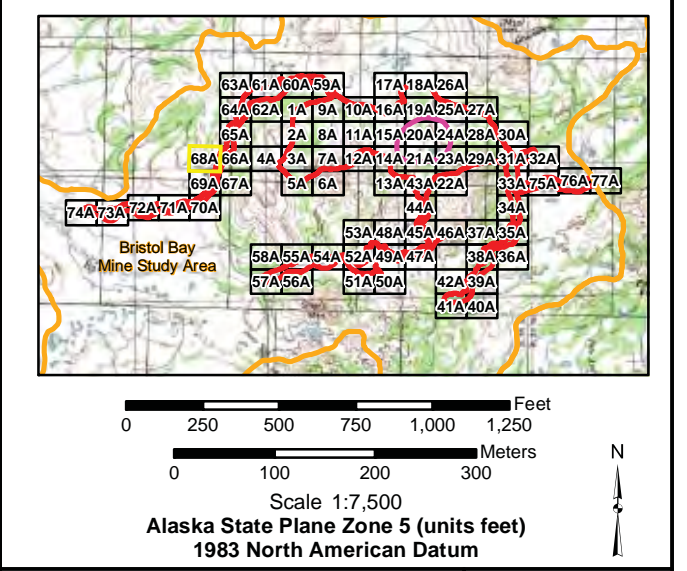 63A 61A 60A 59A 17A 18A 26A
64A 62A 1A 9A 10A 16A 19A 25A 27A
65A 2A 8A 11A 15A 20A 24A 28A 30A
68A 66A 4A 3A 7A 12A 14A 21A 23A 29A 31A 32A
69A 67A 5A 6A 13A 43A 22A 33A 75A 76A 77A
74A 73A 72A 71A 70A 44A 34A
53A 48A 45A 46A 37A 35A
Bristol Bay
Mine Study Area
58A 55A 54A 52A 49A 47A 38A 36A
57A 56A 51A 50A 42A 39A
41A 40A
Feet
0 250 500 750 1,000 1,250
Meters
0 100 200 300
N
Scale 1:7,500
Alaska State Plane Zone 5 (units feet)
1983 North American Datum